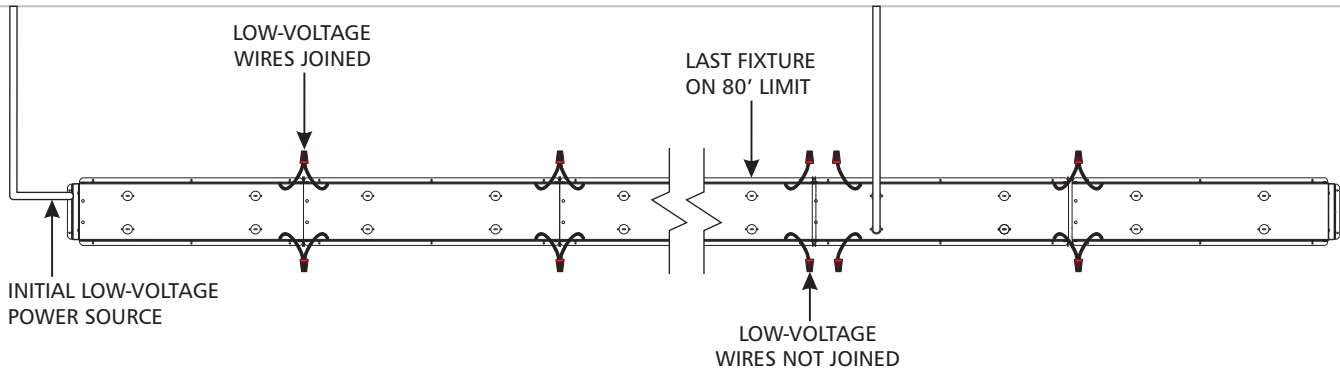 LOW-VOLTAGE
WIRES JOINED
LAST FIXTURE
ON 80′ LIMIT
INITIAL LOW-VOLTAGE
POWER SOURCE
LOW-VOLTAGE
WIRES NOT JOINED